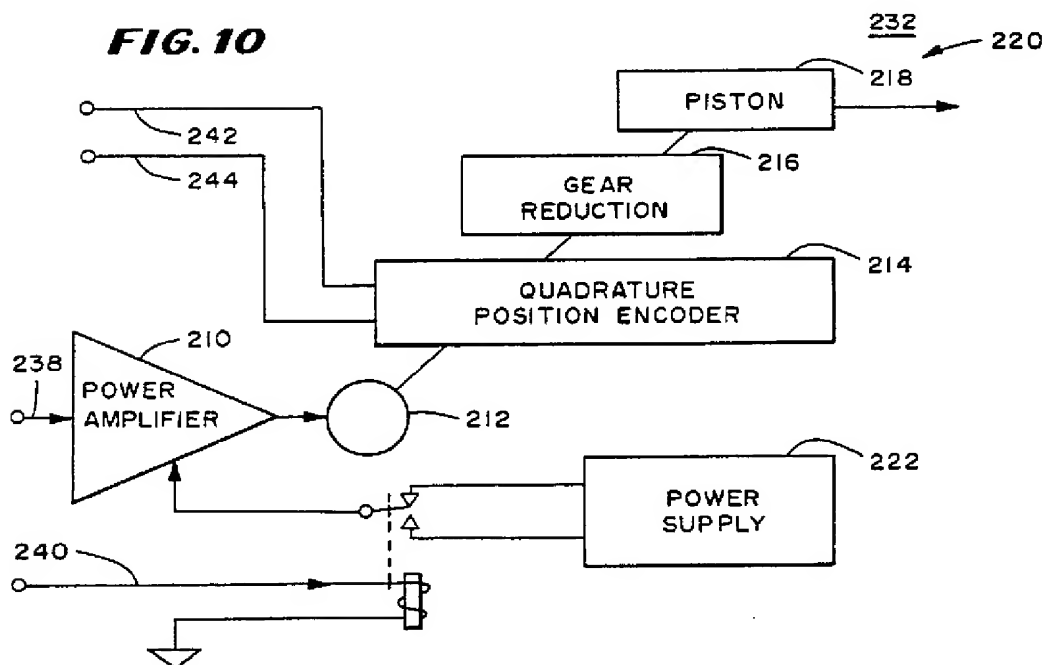 FIG. 10
232
220
218
PISTON
242
216
244
GEAR
REDUCTION
214
QUADRATURE
POSITION ENCODER
210
238
POWER
AMPLIFIER
212
222
POWER
SUPPLY
240